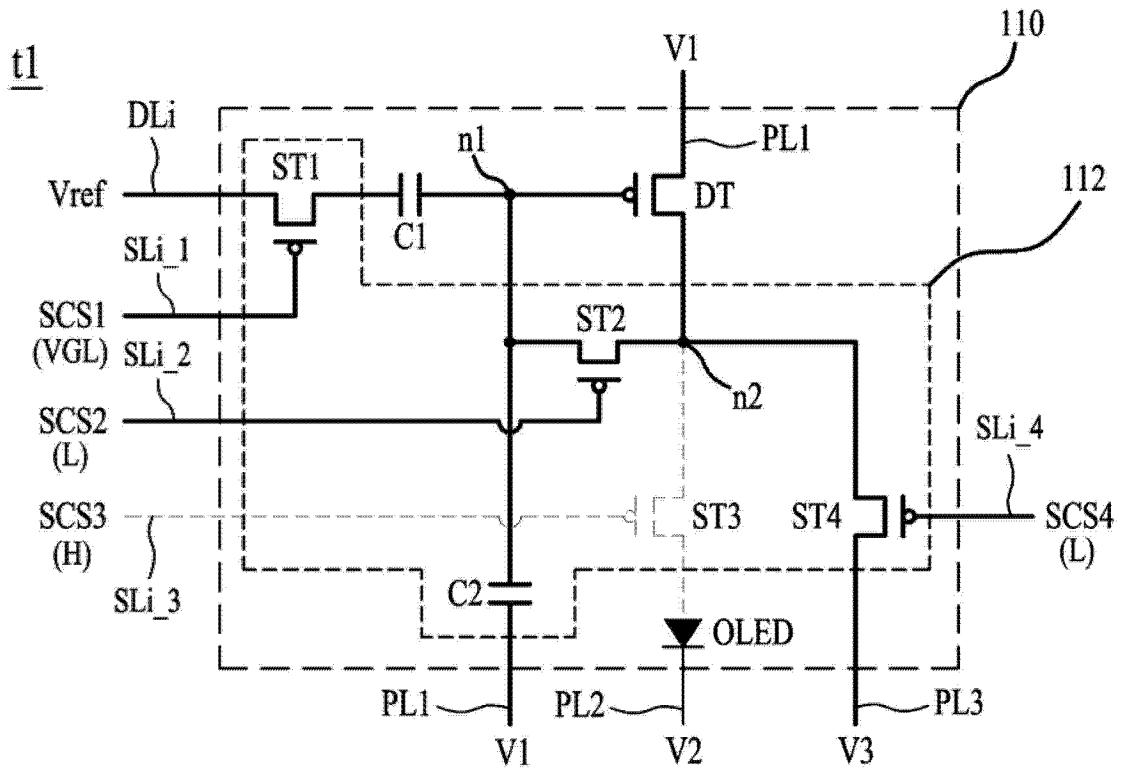 t1
V1
110
DLi
n1
PL1
ST1
112
Vref
C1
DT
SLi_1
SCS1
(VGL)
ST2
SLi_2
n2
SCS2
(L)
SLi_4
SCS3
(H)
ST3
ST4
SCS4
(L)
SLi_3
C2
OLED
PL1
PL2
PL3
V1
V2
V3